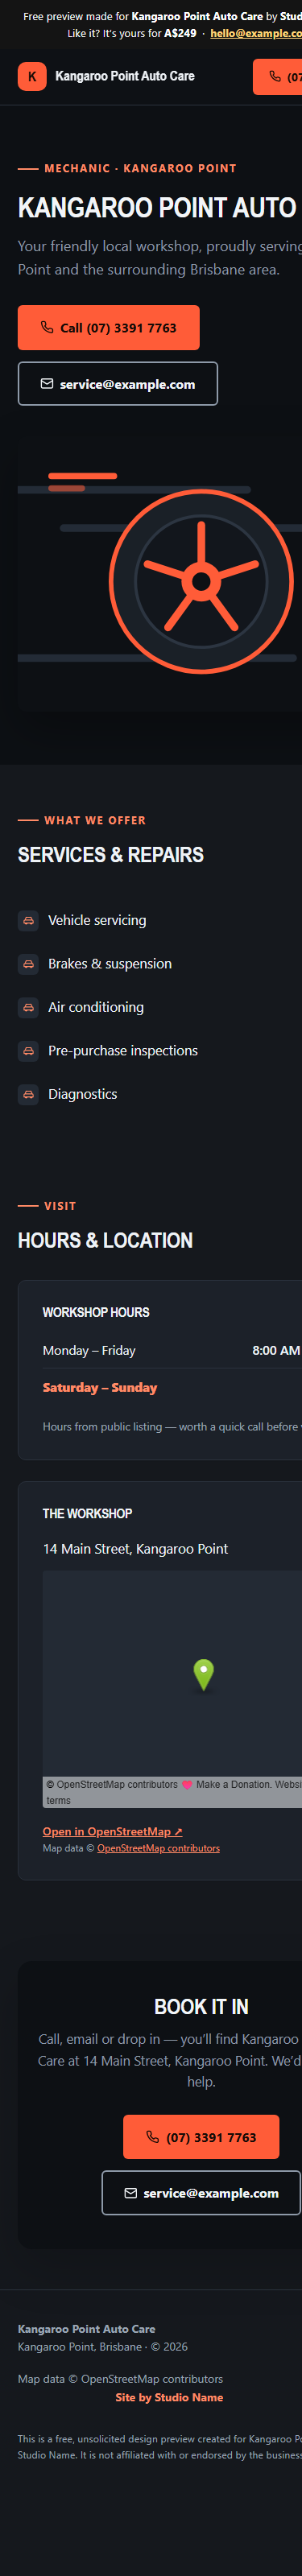 Free preview made for Kangaroo Point Auto Care by
Like it? It's yours for A$249 ·
K Kangaroo Point Auto Care
MECHANIC · KANGAROO POINT
KANGAROO POINT AUTO
Your friendly local workshop, proudly
Point and the surrounding Brisbane area.
Call (07) 3391 7763
service@example.com
WHAT WE OFFER
SERVICES & REPAIRS
Vehicle servicing
Brakes & suspension
Air conditioning
Pre-purchase inspections
Diagnostics
VISIT
HOURS & LOCATION
WORKSHOP HOURS
Monday – Friday 8:00 AM
Saturday – Sunday
Hours from public listing — worth a quick call before
THE WORKSHOP
14 Main Street, Kangaroo Point
© OpenStreetMap contributors ♥ Make a Donation.
terms
Open in OpenStreetMap ↗
Map data © OpenStreetMap contributors
BOOK IT IN
Call, email or drop in — you'll find Kangaroo
Care at 14 Main Street, Kangaroo Point. We'd
help.
(07) 3391 7763
service@example.com
Kangaroo Point Auto Care
Kangaroo Point, Brisbane · © 2026
Map data © OpenStreetMap contributors
Site by Studio Name
This is a free, unsolicited design preview created for Kangaroo
Studio Name. It is not affiliated with or endorsed by the